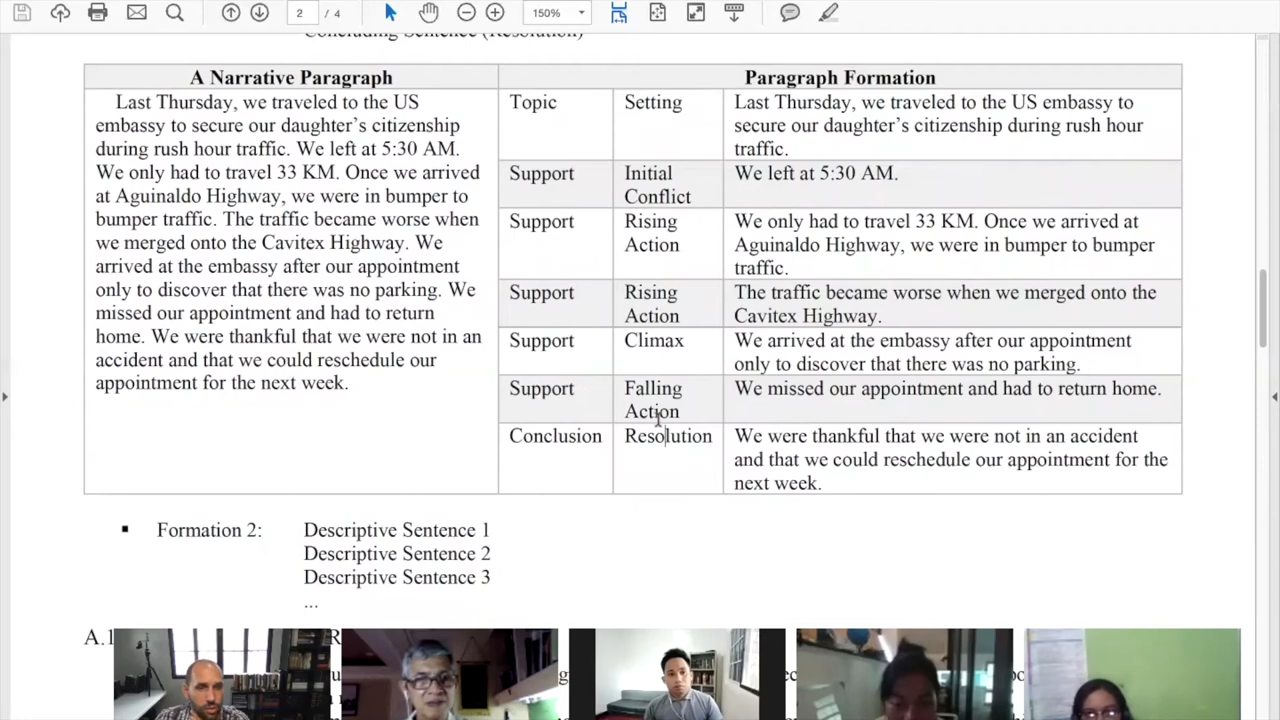 2 / 4
150%
Concluding Sentence (Resolution)
A Narrative Paragraph
Paragraph Formation
Last Thursday, we traveled to the US
embassy to secure our daughter’s citizenship
during rush hour traffic. We left at 5:30 AM.
We only had to travel 33 KM. Once we arrived
at Aguinaldo Highway, we were in bumper to
bumper traffic. The traffic became worse when
we merged onto the Cavitex Highway. We
arrived at the embassy after our appointment
only to discover that there was no parking. We
missed our appointment and had to return
home. We were thankful that we were not in an
accident and that we could reschedule our
appointment for the next week.
Topic
Setting
Last Thursday, we traveled to the US embassy to
secure our daughter’s citizenship during rush hour
traffic.
Support
Initial
Conflict
We left at 5:30 AM.
Support
Rising
Action
We only had to travel 33 KM. Once we arrived at
Aguinaldo Highway, we were in bumper to bumper
traffic.
Support
Rising
Action
The traffic became worse when we merged onto the
Cavitex Highway.
Support
Climax
We arrived at the embassy after our appointment
only to discover that there was no parking.
Support
Falling
Action
We missed our appointment and had to return home.
Conclusion
Resolution
We were thankful that we were not in an accident
and that we could reschedule our appointment for the
next week.
▪ Formation 2: Descriptive Sentence 1
Descriptive Sentence 2
Descriptive Sentence 3
...